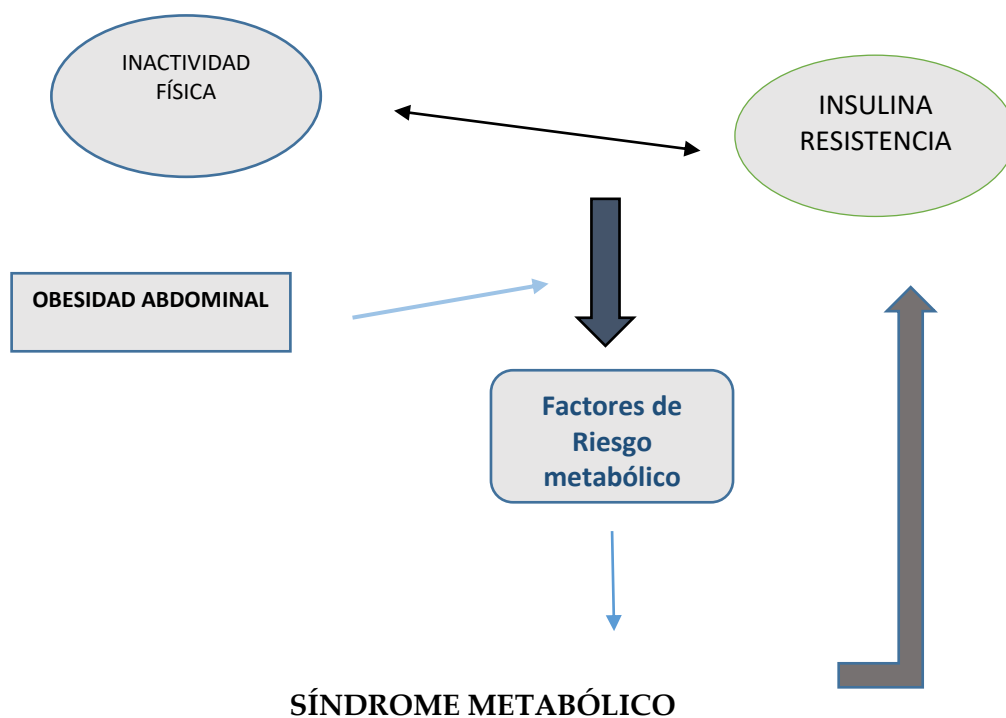 INACTIVIDAD
FÍSICA
INSULINA
RESISTENCIA
OBESIDAD ABDOMINAL
Factores de
Riesgo
metabólico
SÍNDROME METABÓLICO